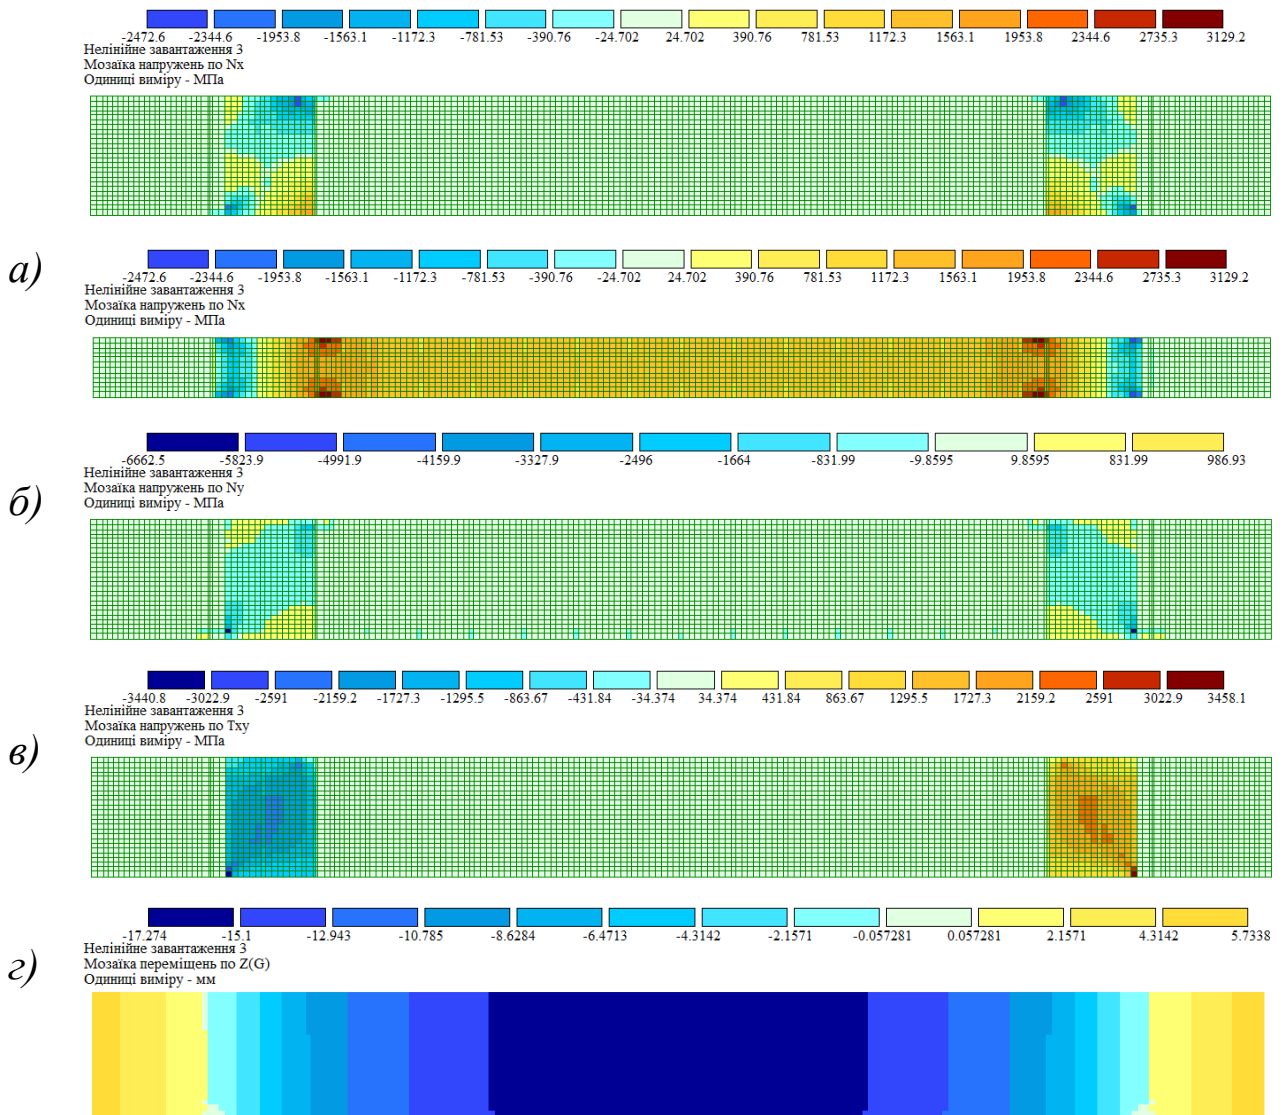 -2472.6 -2344.6 -1953.8 -1563.1 -1172.3 -781.53 -390.76 -24.702 24.702 390.76 781.53 1172.3 1563.1 1953.8 2344.6 2735.3 3129.2
Нелінійне завантаження 3
Мозаїка напружень по Nx
Одиниці виміру - МПа
а)
-2472.6 -2344.6 -1953.8 -1563.1 -1172.3 -781.53 -390.76 -24.702 24.702 390.76 781.53 1172.3 1563.1 1953.8 2344.6 2735.3 3129.2
Нелінійне завантаження 3
Мозаїка напружень по Nx
Одиниці виміру - МПа
-6662.5 -5823.9 -4991.9 -4159.9 -3327.9 -2496 -1664 -831.99 -9.8595 9.8595 831.99 986.93
Нелінійне завантаження 3
Мозаїка напружень по Ny
Одиниці виміру - МПа
б)
-3440.8 -3022.9 -2591 -2159.2 -1727.3 -1295.5 -863.67 -431.84 -34.374 34.374 431.84 863.67 1295.5 1727.3 2159.2 2591 3022.9 3458.1
Нелінійне завантаження 3
Мозаїка напружень по Txy
Одиниці виміру - МПа
в)
-17.274 -15.1 -12.943 -10.785 -8.6284 -6.4713 -4.3142 -2.1571 -0.057281 0.057281 2.1571 4.3142 5.7338
Нелінійне завантаження 3
Мозаїка переміщень по Z(G)
Одиниці виміру - мм
г)